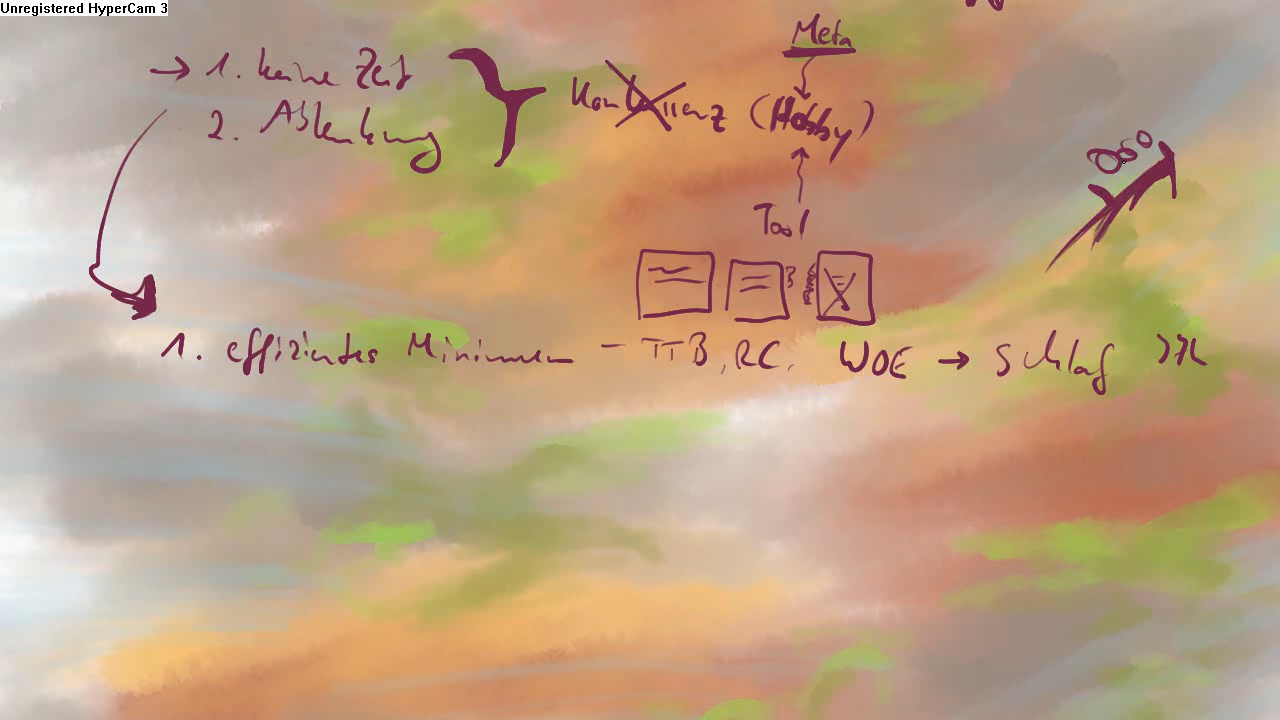 Unregistered HyperCam 3
Meta
→ 1. keine Zeit
2. Ablenkung
Konkurrenz (Hobby)
Tool
1. effizientes Minimum - TTB, RC, WOE → Schlaf